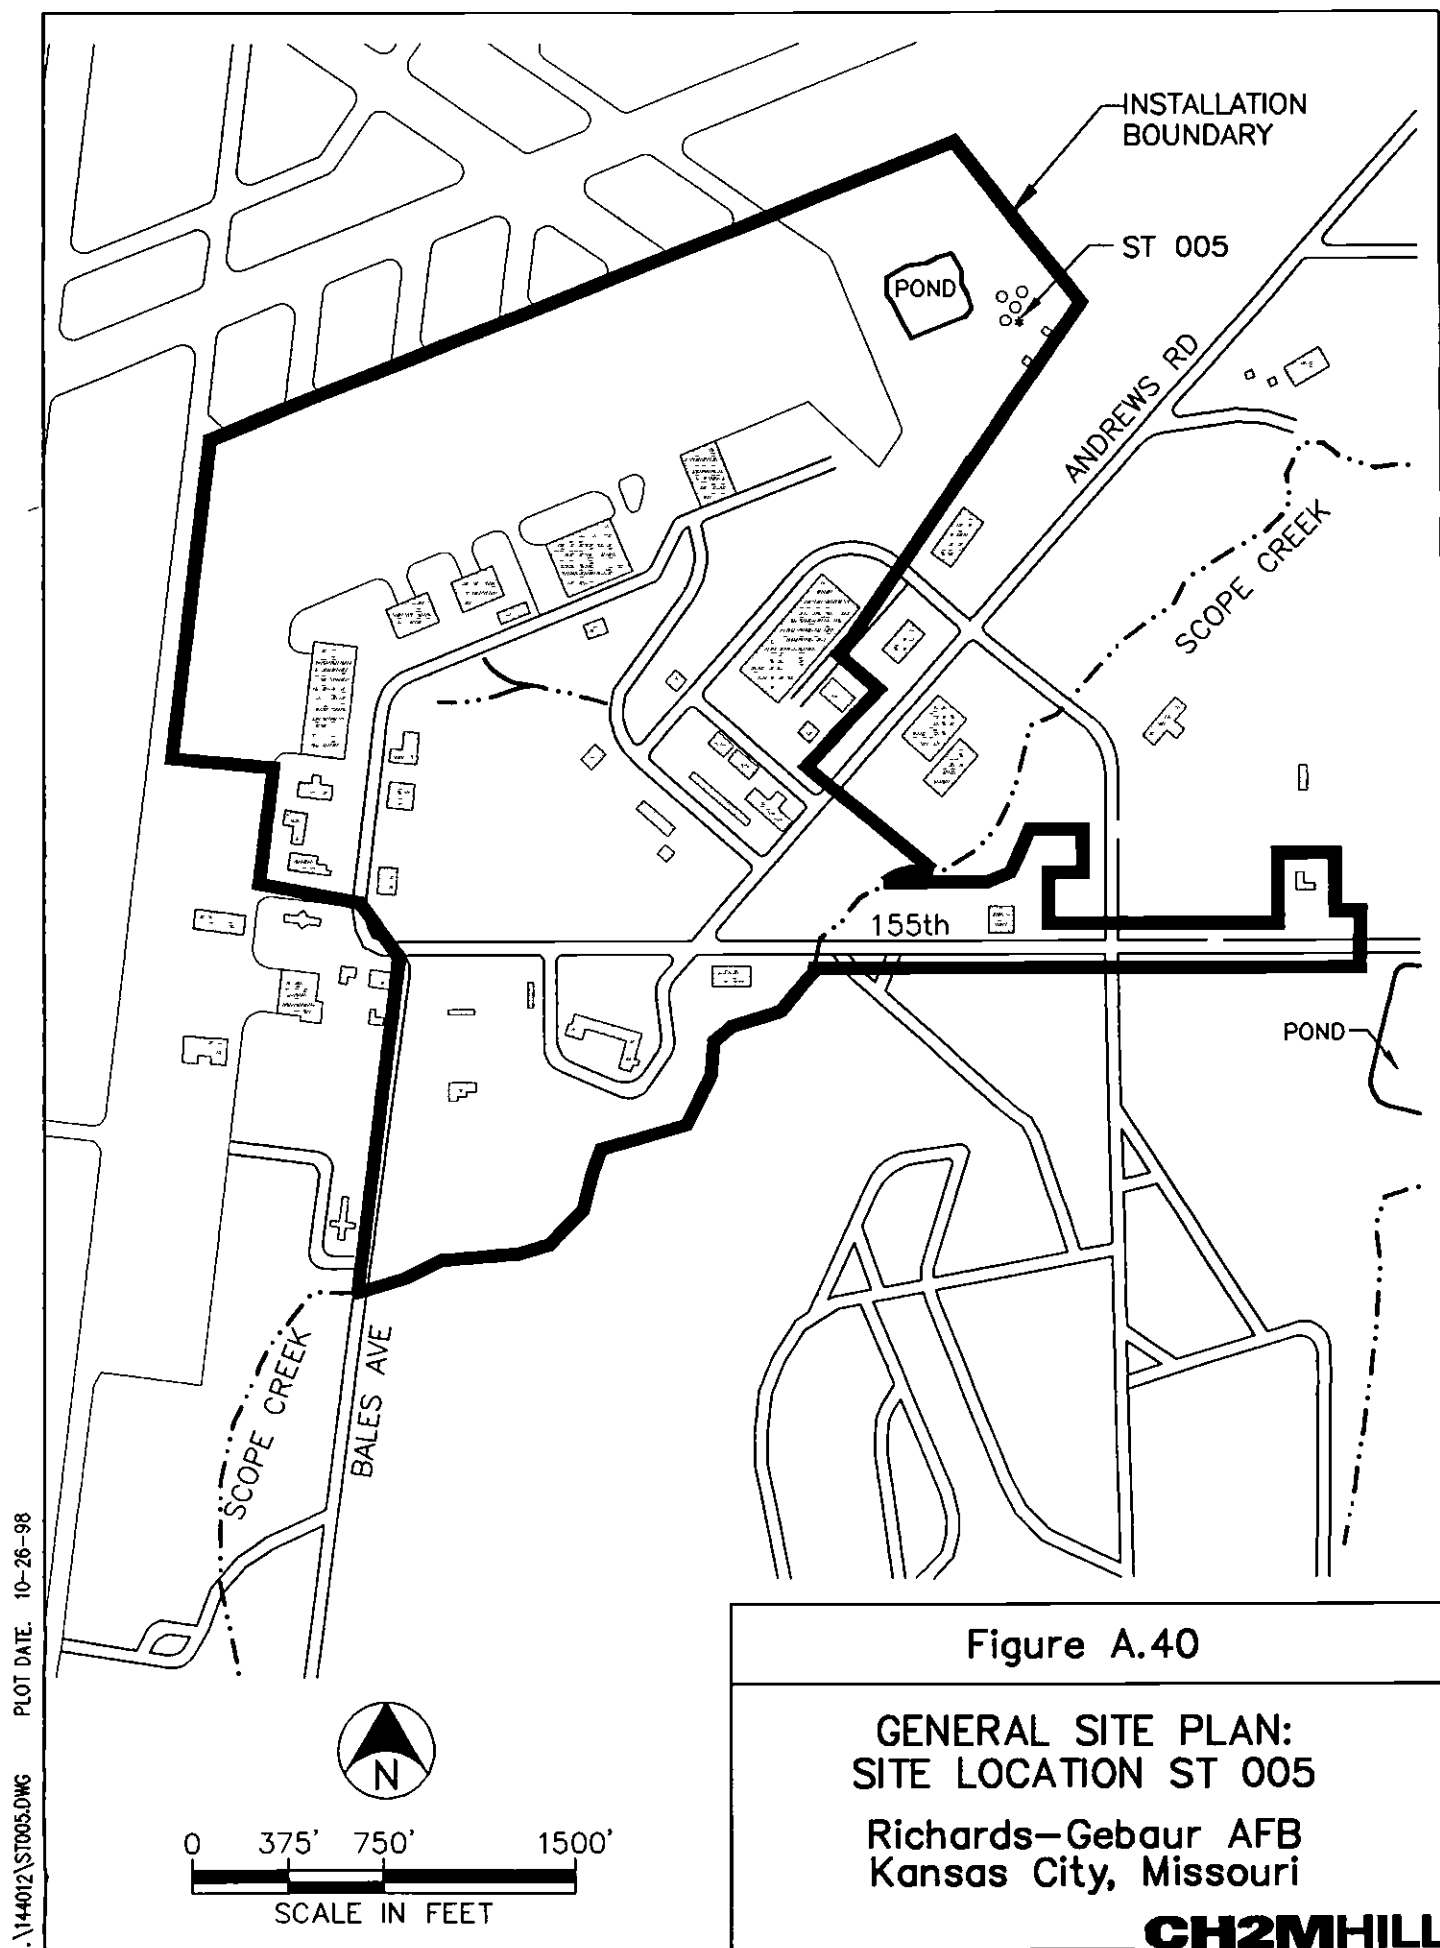 INSTALLATION
BOUNDARY
ST 005
POND
ANDREWS RD
SCOPE CREEK
155th
POND
SCOPE CREEK
BALES AVE
N
0 375' 750' 1500'
SCALE IN FEET
Figure A.40
GENERAL SITE PLAN:
SITE LOCATION ST 005
Richards-Gebaur AFB
Kansas City, Missouri
CH2MHILL
.\144012\ST005.DWG PLOT DATE. 10-26-98